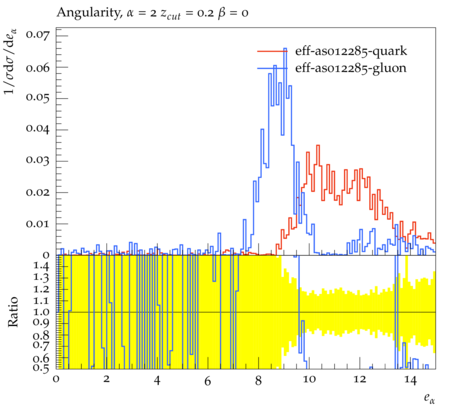 Angularity, α = 2 z_cut = 0.2 β = 0
1/σdσ/de_α
0.07
0.06
0.05
0.04
0.03
0.02
0.01
0
eff-as012285-quark
eff-as012285-gluon
Ratio
1.4
1.3
1.2
1.1
1.0
0.9
0.8
0.7
0.6
0.5
0 2 4 6 8 10 12 14
e_α